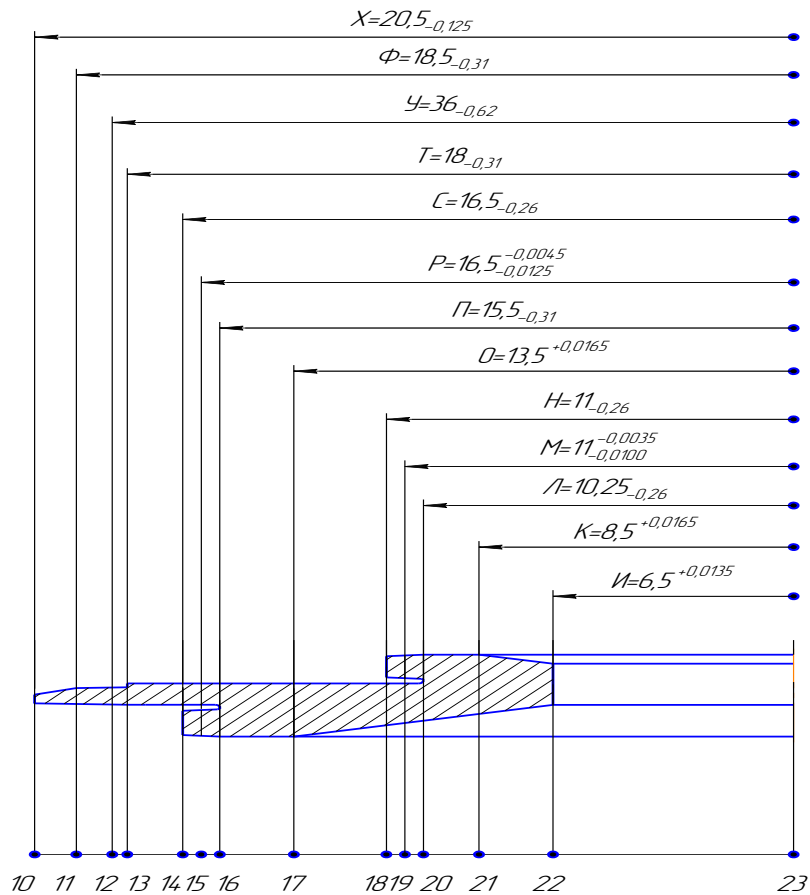 Х=20,5-0,125
Ф=18,5-0,31
У=36-0,62
Т=18-0,31
С=16,5-0,26
Р=16,5-0,0045-0,0125
П=15,5-0,31
О=13,5+0,0165
Н=11-0,26
М=11-0,0035-0,0100
Л=10,25-0,26
К=8,5+0,0165
И=6,5+0,0135
10 11 12 13 14 15 16 17 18 19 20 21 22 23